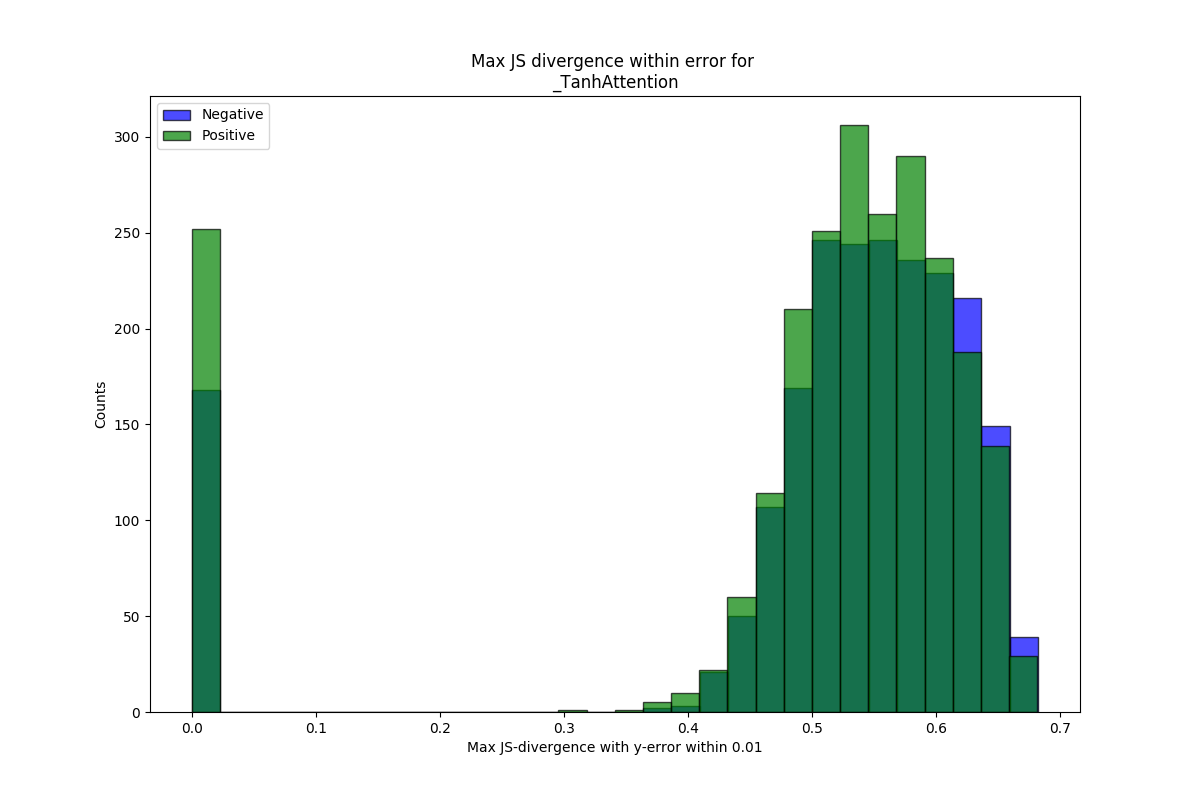 Max JS divergence within error for
_TanhAttention
Negative
Positive
300
250
200
150
100
50
0
Counts
0.0 0.1 0.2 0.3 0.4 0.5 0.6 0.7
Max JS-divergence with y-error within 0.01